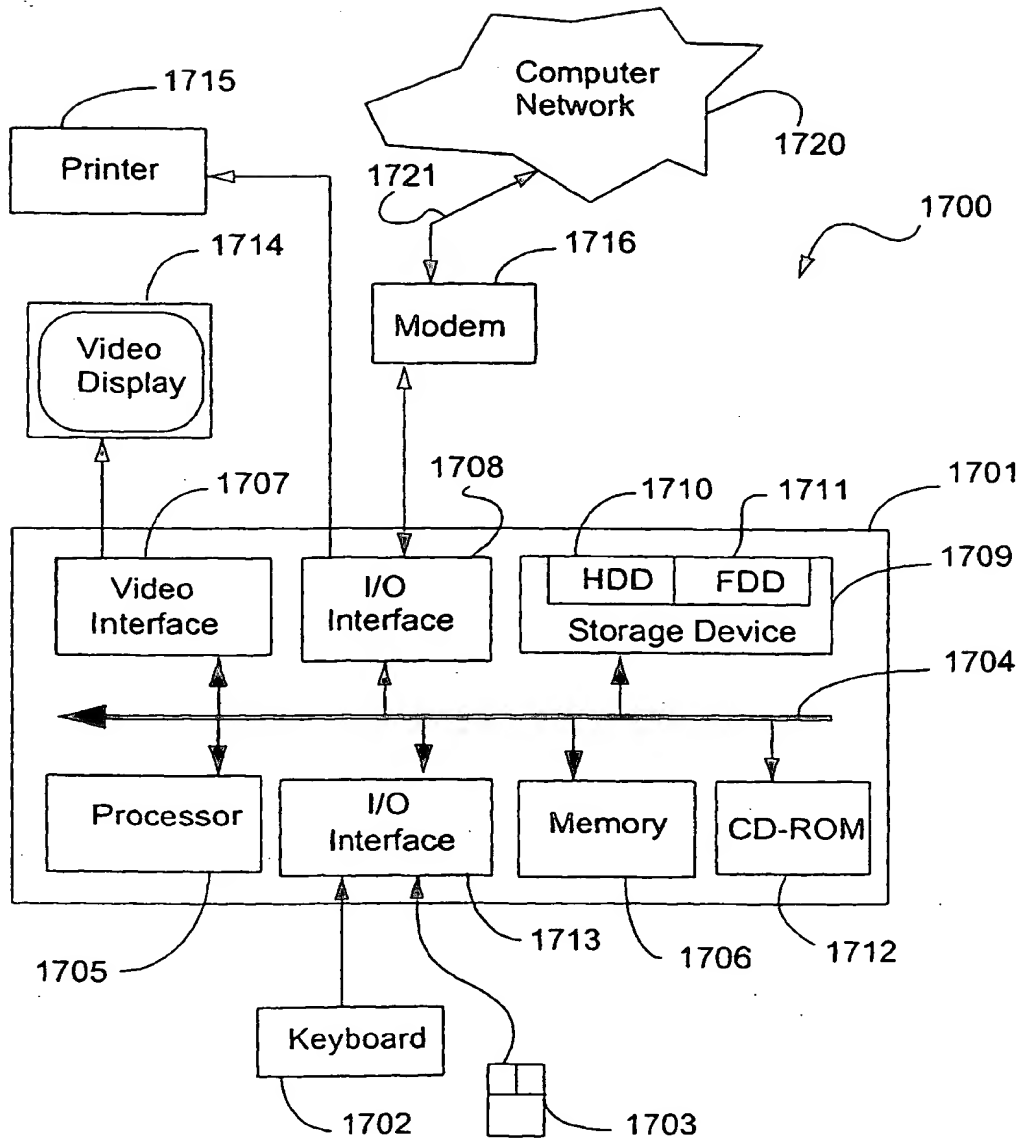 1715
Computer
Network
Printer
1720
1721
1700
1714
1716
Modem
Video
Display
1707
1708
1710
1711
1701
Video
Interface
I/O
Interface
HDD
FDD
1709
Storage Device
1704
Processor
I/O
Interface
Memory
CD-ROM
1705
1713
1706
1712
Keyboard
1702
1703